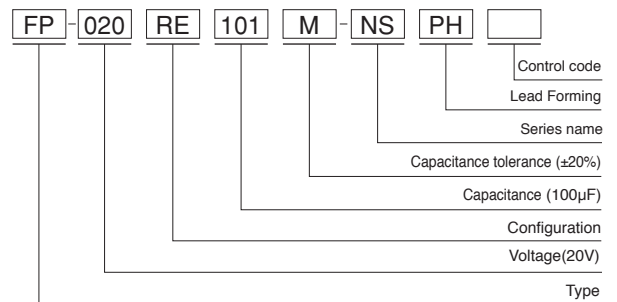 FP - 020 RE 101 M - NS PH
Control code
Lead Forming
Series name
Capacitance tolerance (±20%)
Capacitance (100μF)
Configuration
Voltage(20V)
Type